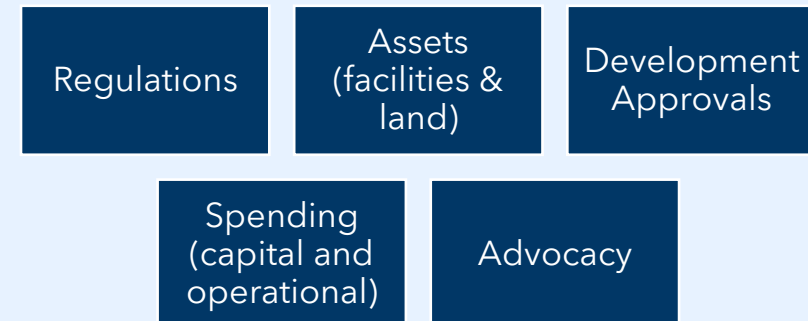 Regulations
Assets
(facilities &
land)
Development
Approvals
Spending
(capital and
operational)
Advocacy